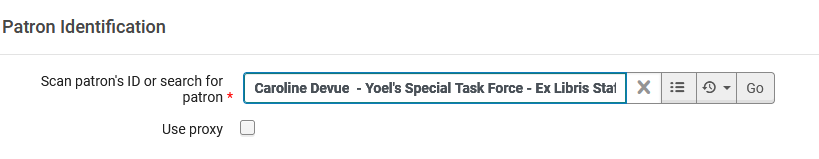 Patron Identification
Scan patron's ID or search for
patron *
Caroline Devue - Yoel's Special Task Force - Ex Libris Staf
Go
Use proxy